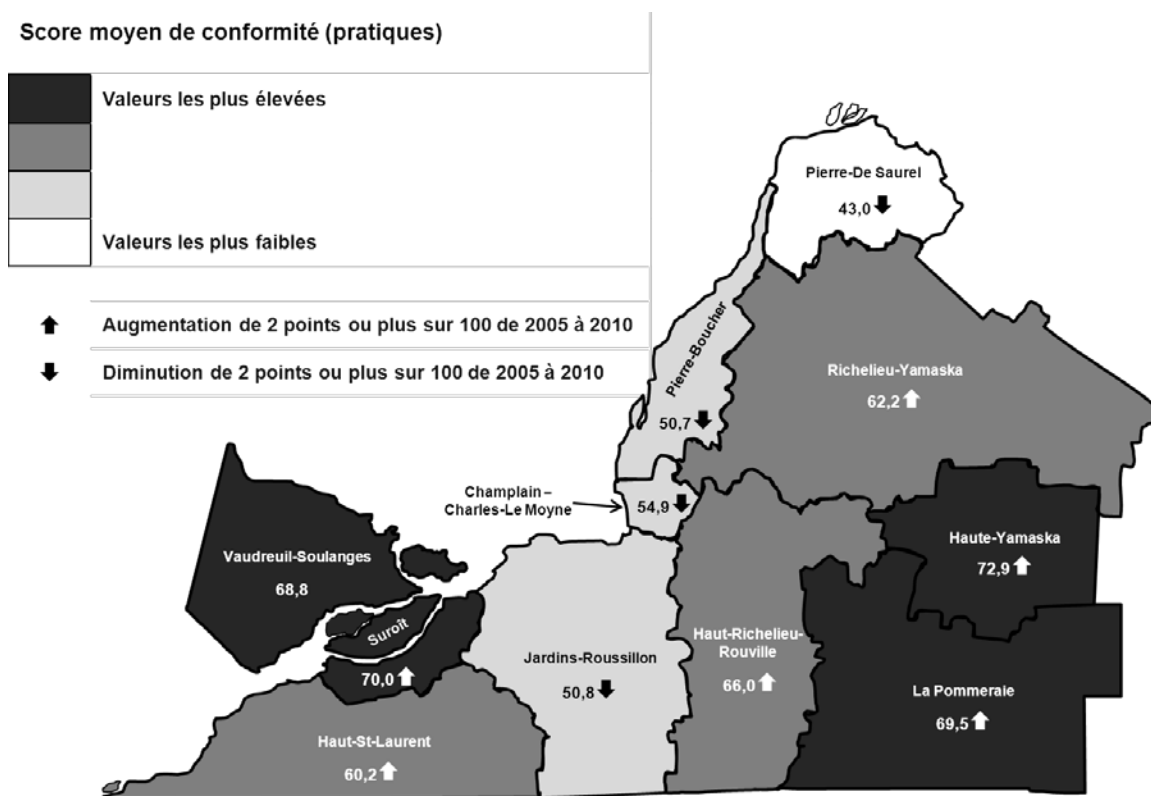 Score moyen de conformité (pratiques)
Valeurs les plus élevées
Valeurs les plus faibles
Augmentation de 2 points ou plus sur 100 de 2005 à 2010
Diminution de 2 points ou plus sur 100 de 2005 à 2010
Pierre-De Saurel
43,0
Pierre-Boucher
50,7
Richelieu-Yamaska
62,2
Champlain –
Charles-Le Moyne
54,9
Vaudreuil-Soulanges
68,8
Suroît
70,0
Haute-Yamaska
72,9
Haut-Richelieu-
Rouville
66,0
Jardins-Roussillon
50,8
La Pommeraie
69,5
Haut-St-Laurent
60,2